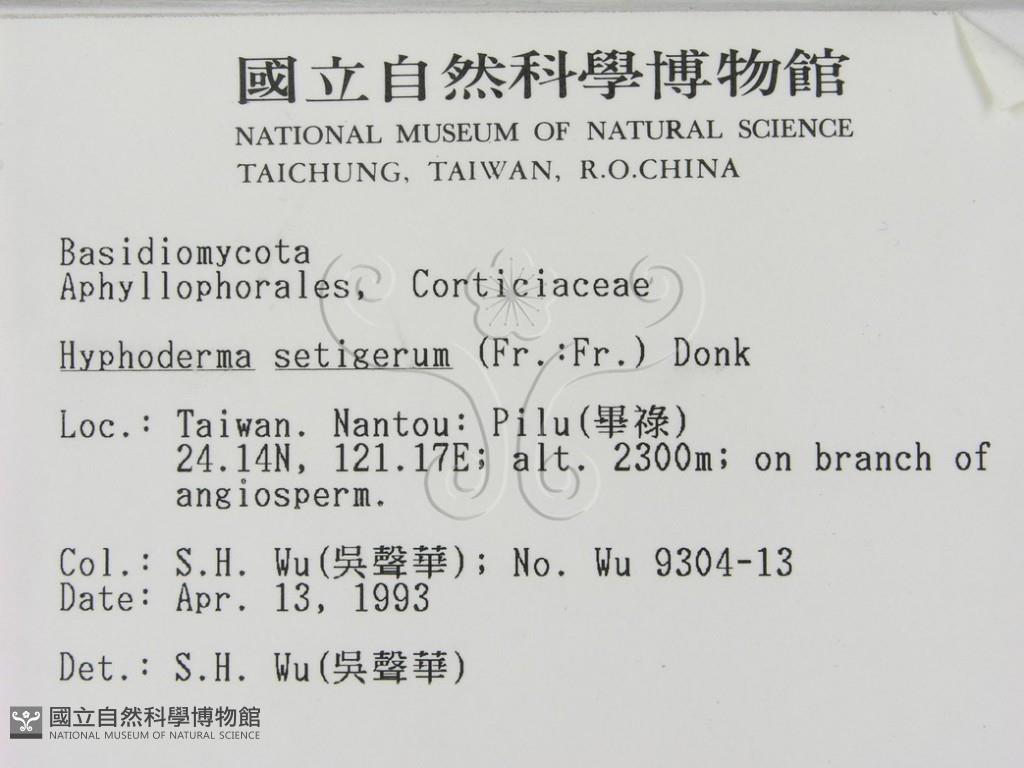 國立自然科學博物館
NATIONAL MUSEUM OF NATURAL SCIENCE
TAICHUNG, TAIWAN, R.O.CHINA
Basidiomycota
Aphyllophorales, Corticiaceae
Hyphoderma setigerum (Fr.:Fr.) Donk
Loc.: Taiwan. Nantou: Pilu(畢祿)
24.14N, 121.17E; alt. 2300m; on branch of
angiosperm.
Col.: S.H. Wu(吳聲華); No. Wu 9304-13
Date: Apr. 13, 1993
Det.: S.H. Wu(吳聲華)
國立自然科學博物館
NATIONAL MUSEUM OF NATURAL SCIENCE